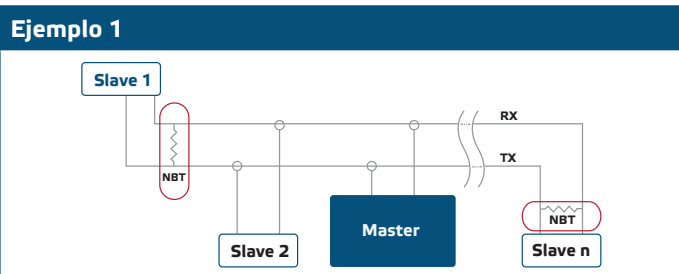 Ejemplo 1
Slave 1
RX
TX
NBT
Master
NBT
Slave 2
Slave n